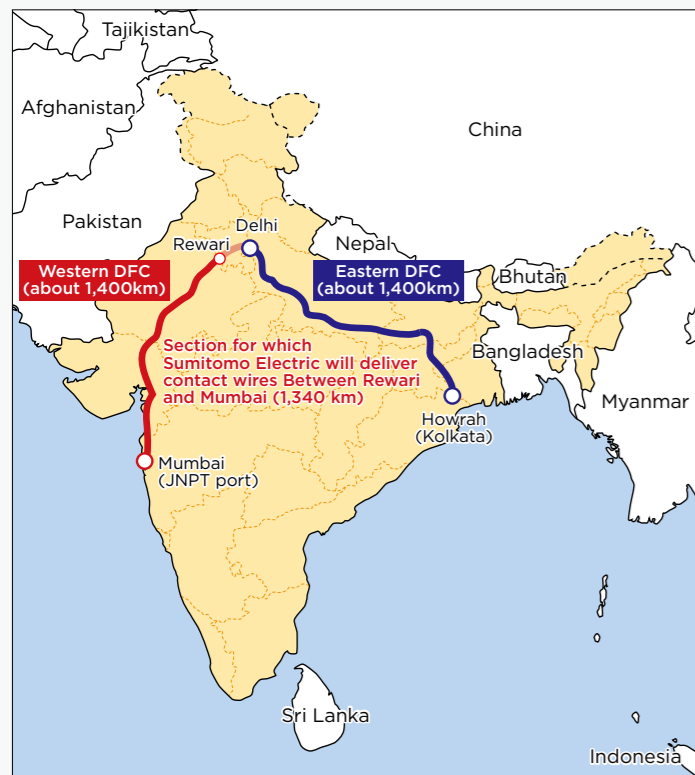 Tajikistan
Afghanistan
China
Pakistan
Delhi
Rewari
Nepal
Bhutan
Western DFC
(about 1,400km)
Eastern DFC
(about 1,400km)
Section for which
Sumitomo Electric will deliver
contact wires Between Rewari
and Mumbai (1,340 km)
Bangladesh
Myanmar
Howrah
(Kolkata)
Mumbai
(JNPT port)
Sri Lanka
Indonesia